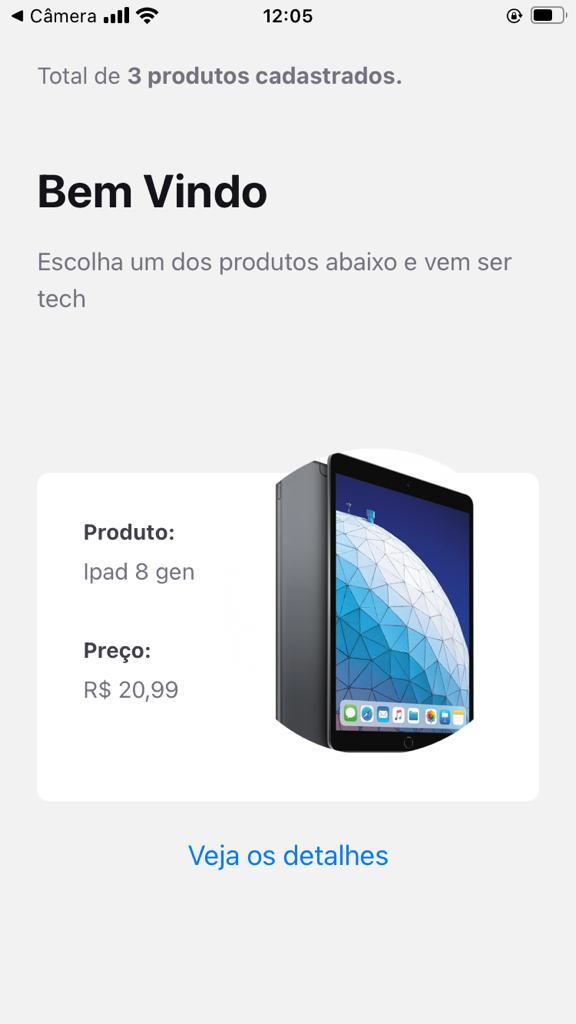 Câmera
12:05
Total de 3 produtos cadastrados.
Bem Vindo
Escolha um dos produtos abaixo e vem ser
tech
Produto:
Ipad 8 gen
Preço:
R$ 20,99
Veja os detalhes